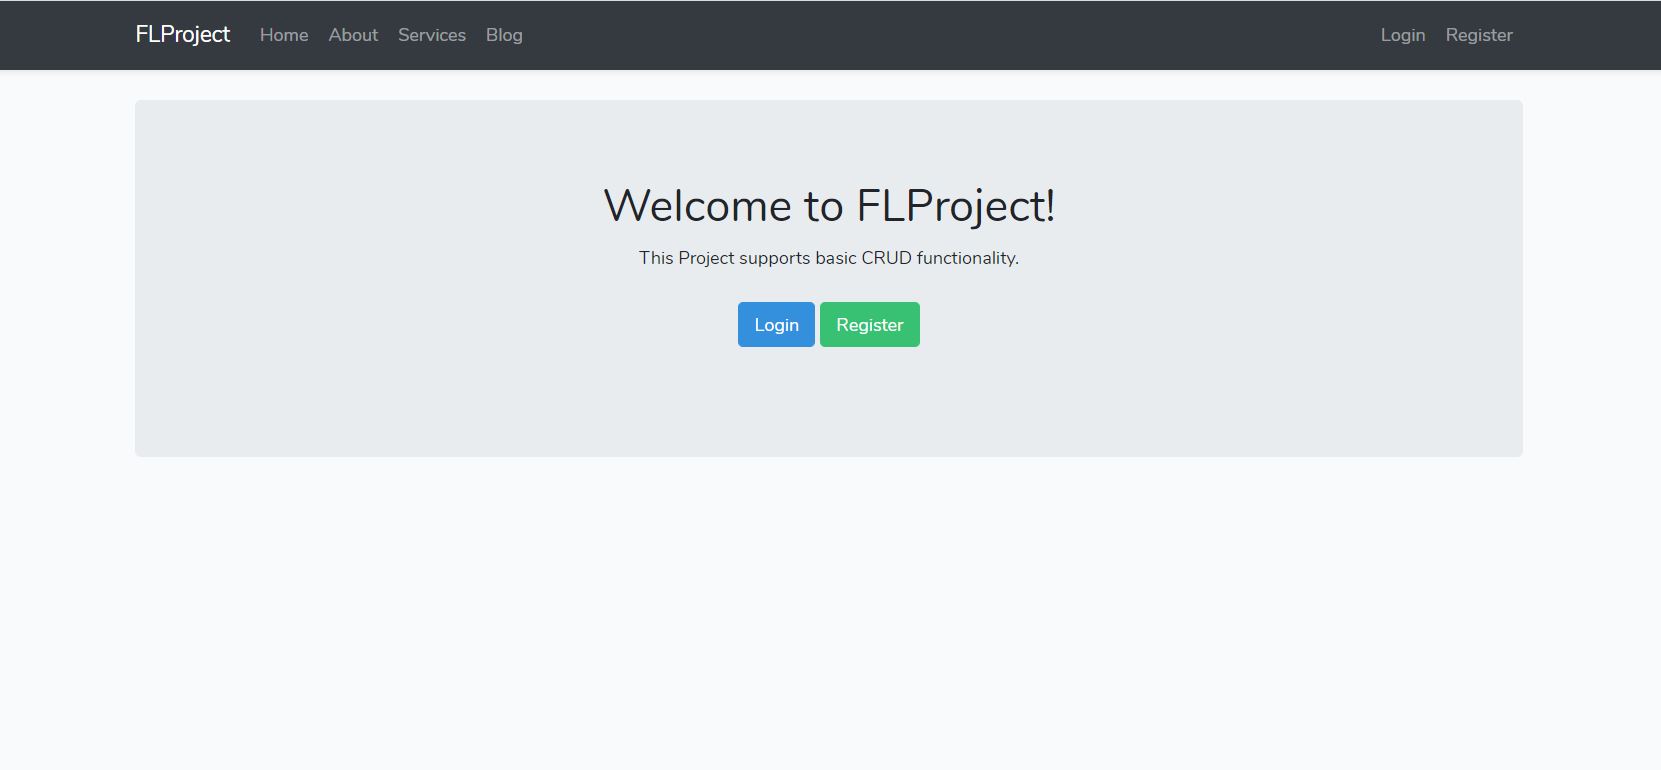 FLProject Home About Services Blog Login Register
Welcome to FLProject!
This Project supports basic CRUD functionality.
Login Register